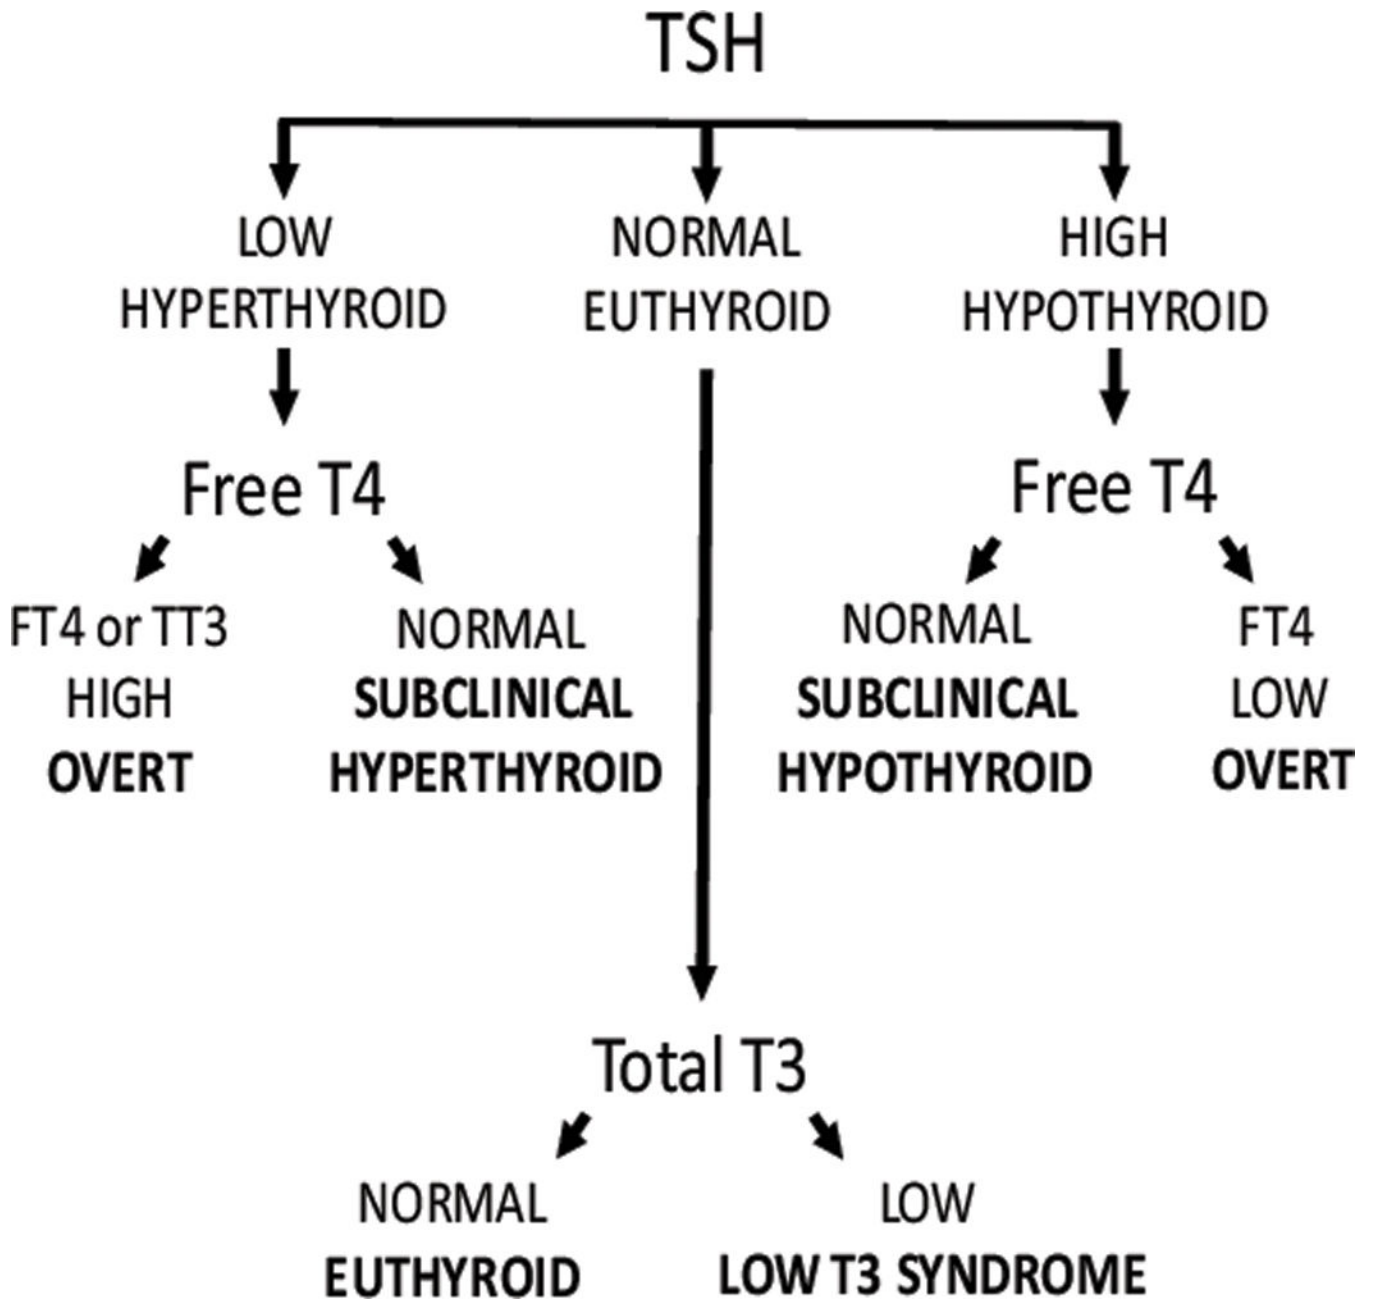 TSH
LOW
HYPERTHYROID
NORMAL
EUTHYROID
HIGH
HYPOTHYROID
Free T4
Free T4
FT4 or TT3
HIGH
OVERT
NORMAL
SUBCLINICAL
HYPERTHYROID
NORMAL
SUBCLINICAL
HYPOTHYROID
FT4
LOW
OVERT
Total T3
NORMAL
EUTHYROID
LOW
LOW T3 SYNDROME